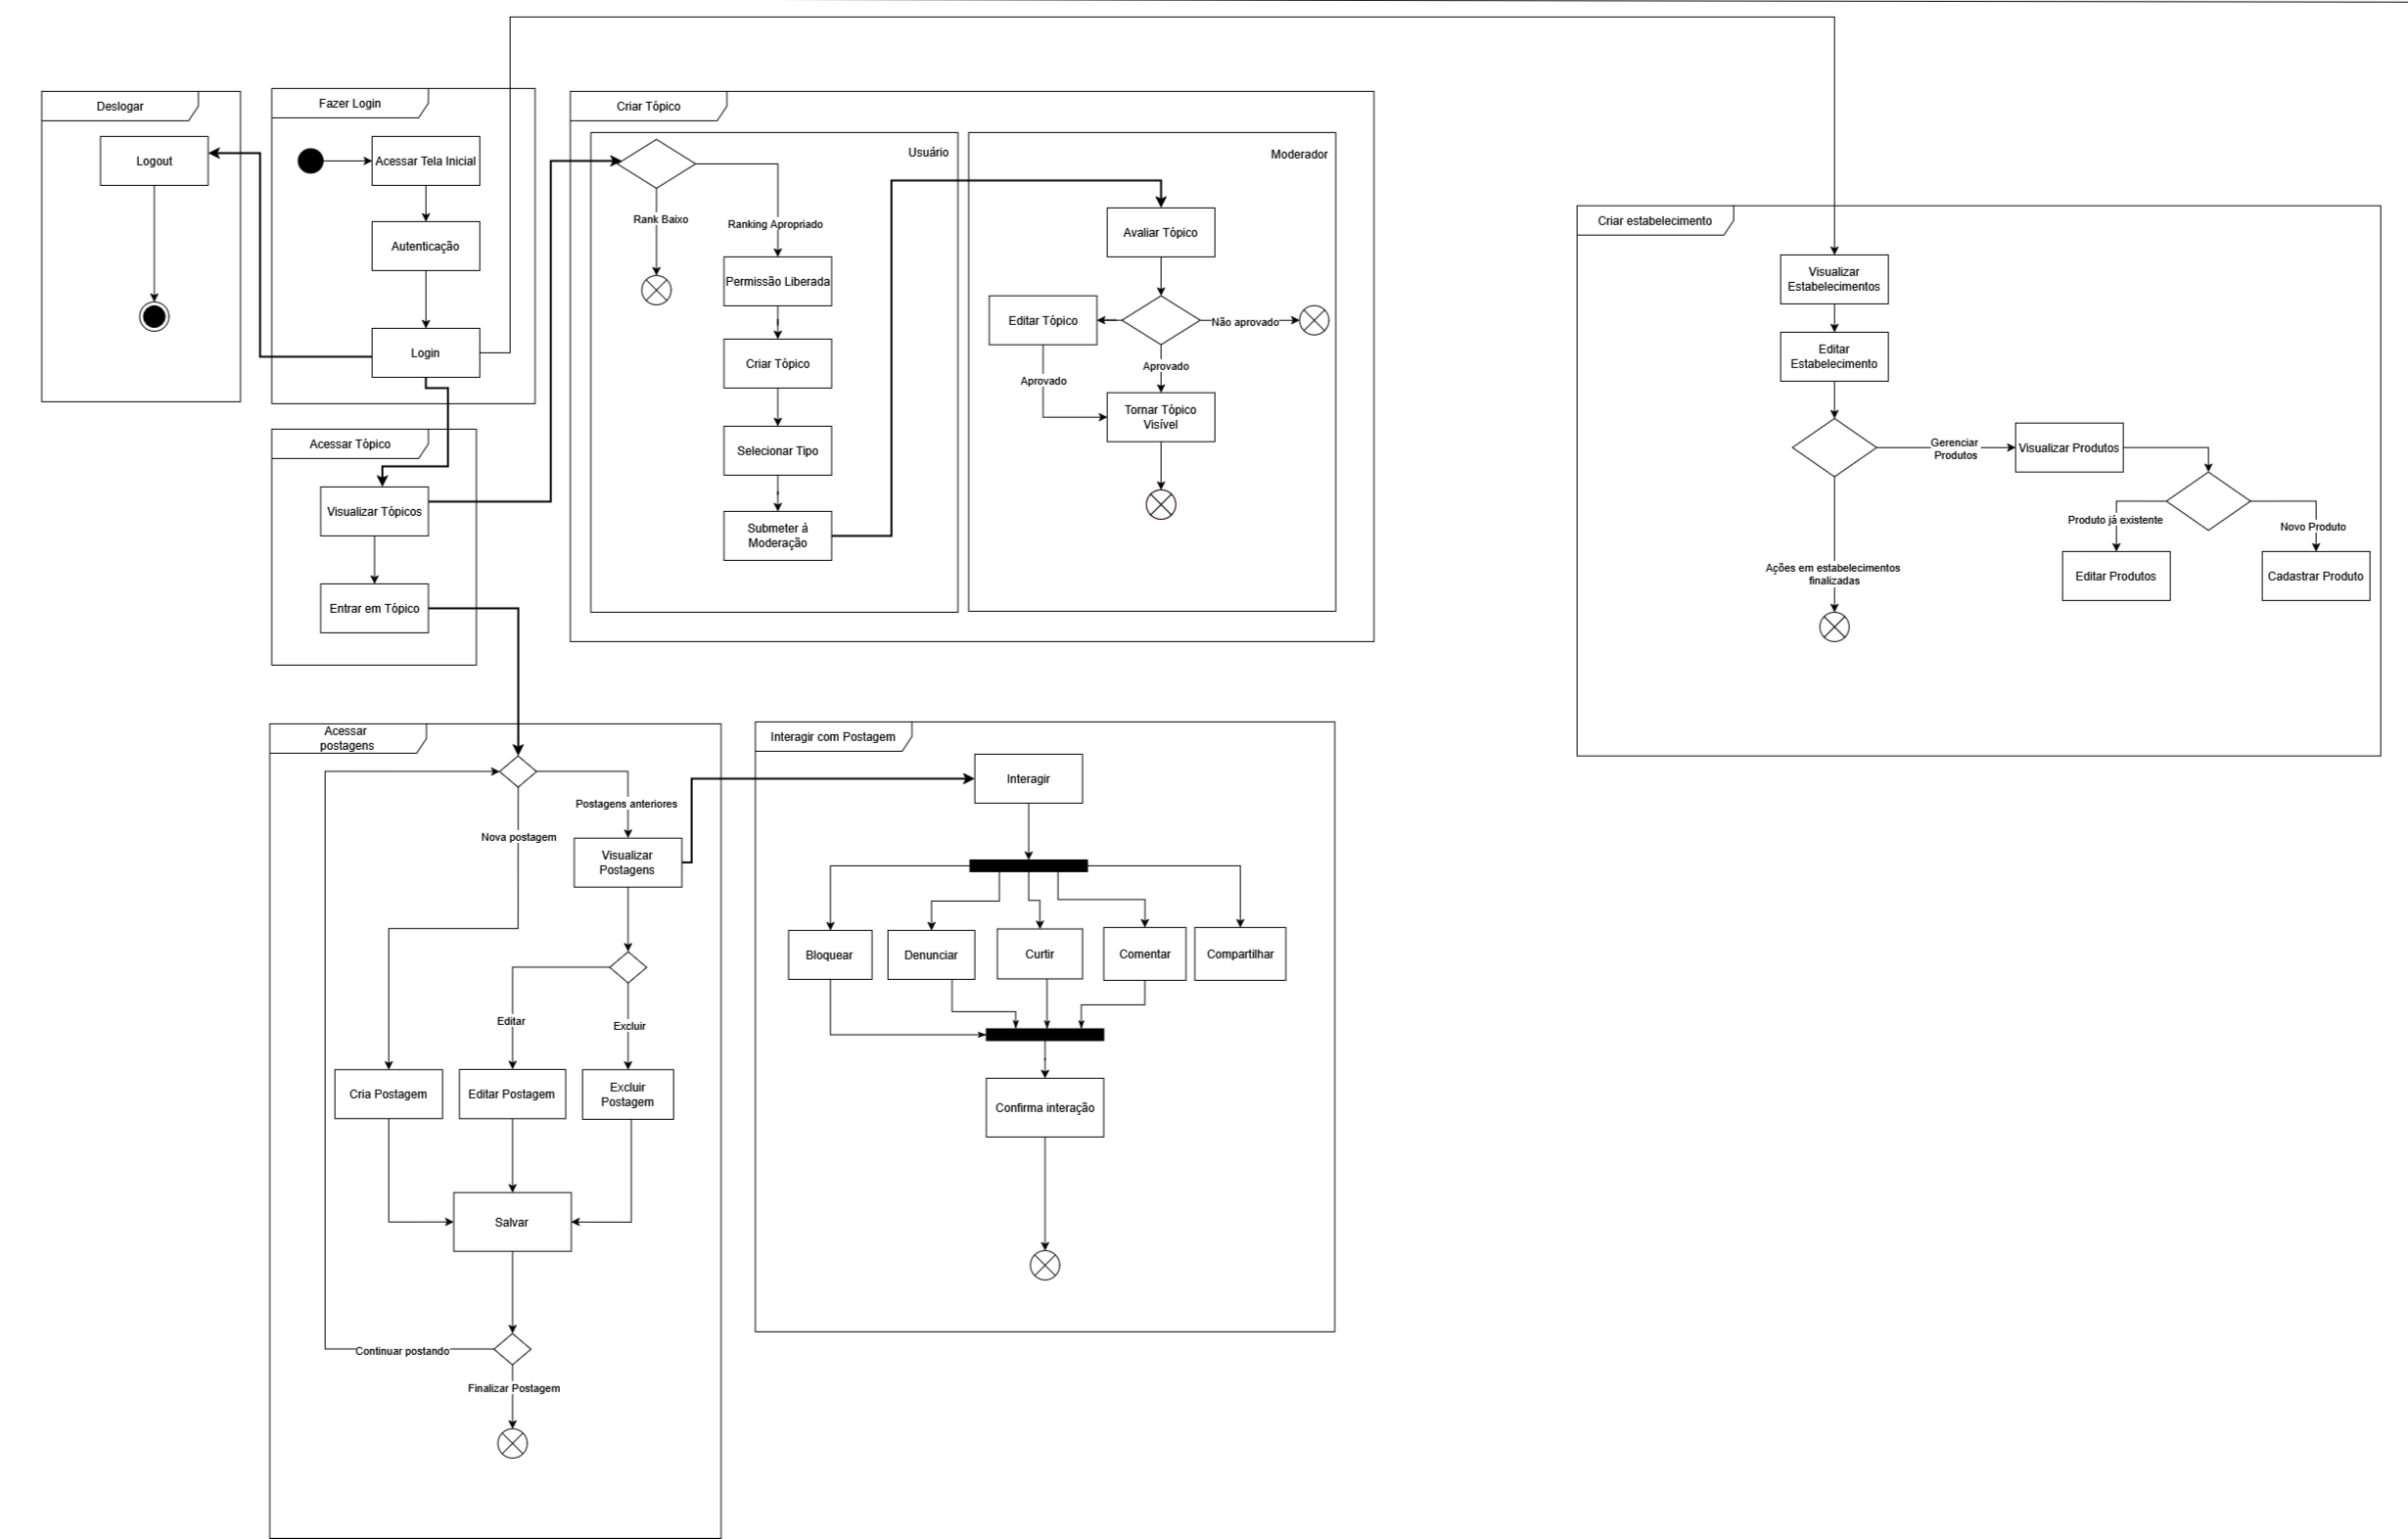 Deslogar
Logout
Fazer Login
Acessar Tela Inicial
Autenticação
Login
Acessar Tópico
Visualizar Tópicos
Entrar em Tópico
Criar Tópico
Usuário
Rank Baixo
Ranking Apropriado
Permissão Liberada
Criar Tópico
Selecionar Tipo
Submeter à
Moderação
Moderador
Avaliar Tópico
Editar Tópico
Não aprovado
Aprovado
Aprovado
Tornar Tópico
Visível
Criar estabelecimento
Visualizar
Estabelecimentos
Editar
Estabelecimento
Gerenciar
Produtos
Visualizar Produtos
Produto já existente
Novo Produto
Editar Produtos
Cadastrar Produto
Ações em estabelecimentos
finalizadas
Acessar
postagens
Postagens anteriores
Nova postagem
Visualizar
Postagens
Editar
Excluir
Cria Postagem
Editar Postagem
Excluir
Postagem
Salvar
Continuar postando
Finalizar Postagem
Interagir com Postagem
Interagir
Bloquear
Denunciar
Curtir
Comentar
Compartilhar
Confirma interação